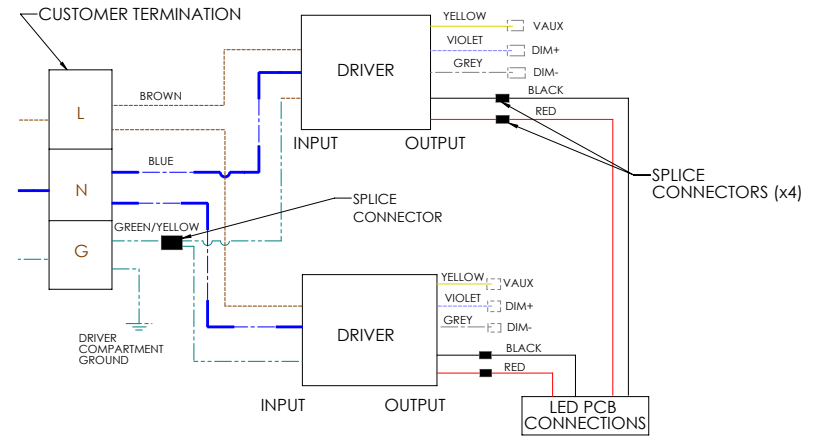 CUSTOMER TERMINATION
L
N
G
BROWN
BLUE
GREEN/YELLOW
SPLICE
CONNECTOR
DRIVER
COMPARTMENT
GROUND
DRIVER
INPUT
OUTPUT
YELLOW
VAUX
VIOLET
DIM+
GREY
DIM-
BLACK
RED
SPLICE
CONNECTORS (x4)
DRIVER
INPUT
OUTPUT
YELLOW
VAUX
VIOLET
DIM+
GREY
DIM-
BLACK
RED
LED PCB
CONNECTIONS